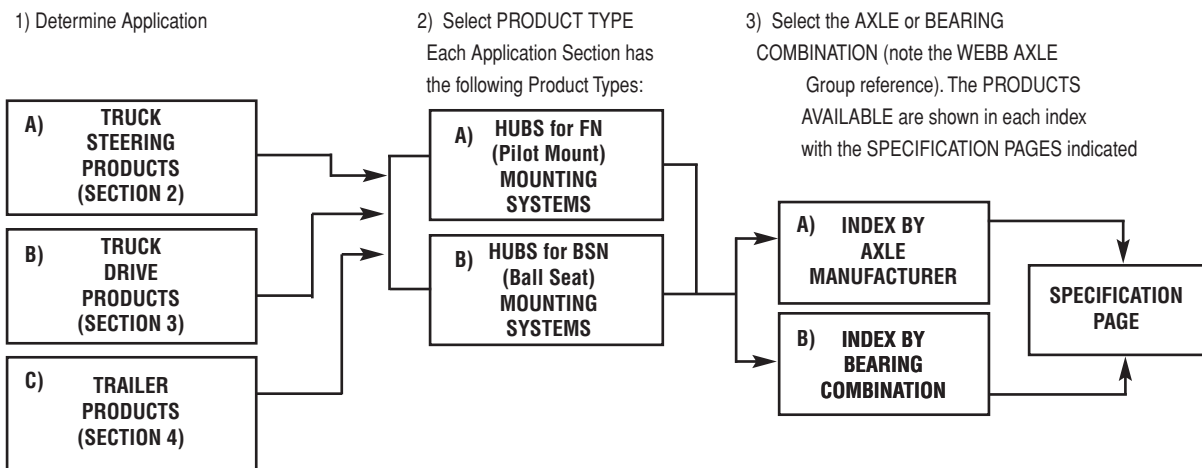 1) Determine Application
A) TRUCK
STEERING
PRODUCTS
(SECTION 2)
B) TRUCK
DRIVE
PRODUCTS
(SECTION 3)
C) TRAILER
PRODUCTS
(SECTION 4)
2) Select PRODUCT TYPE
Each Application Section has
the following Product Types:
A) HUBS for FN
(Pilot Mount)
MOUNTING
SYSTEMS
B) HUBS for BSN
(Ball Seat)
MOUNTING
SYSTEMS
3) Select the AXLE or BEARING
COMBINATION (note the WEBB AXLE
Group reference). The PRODUCTS
AVAILABLE are shown in each index
with the SPECIFICATION PAGES indicated
A) INDEX BY
AXLE
MANUFACTURER
B) INDEX BY
BEARING
COMBINATION
SPECIFICATION
PAGE